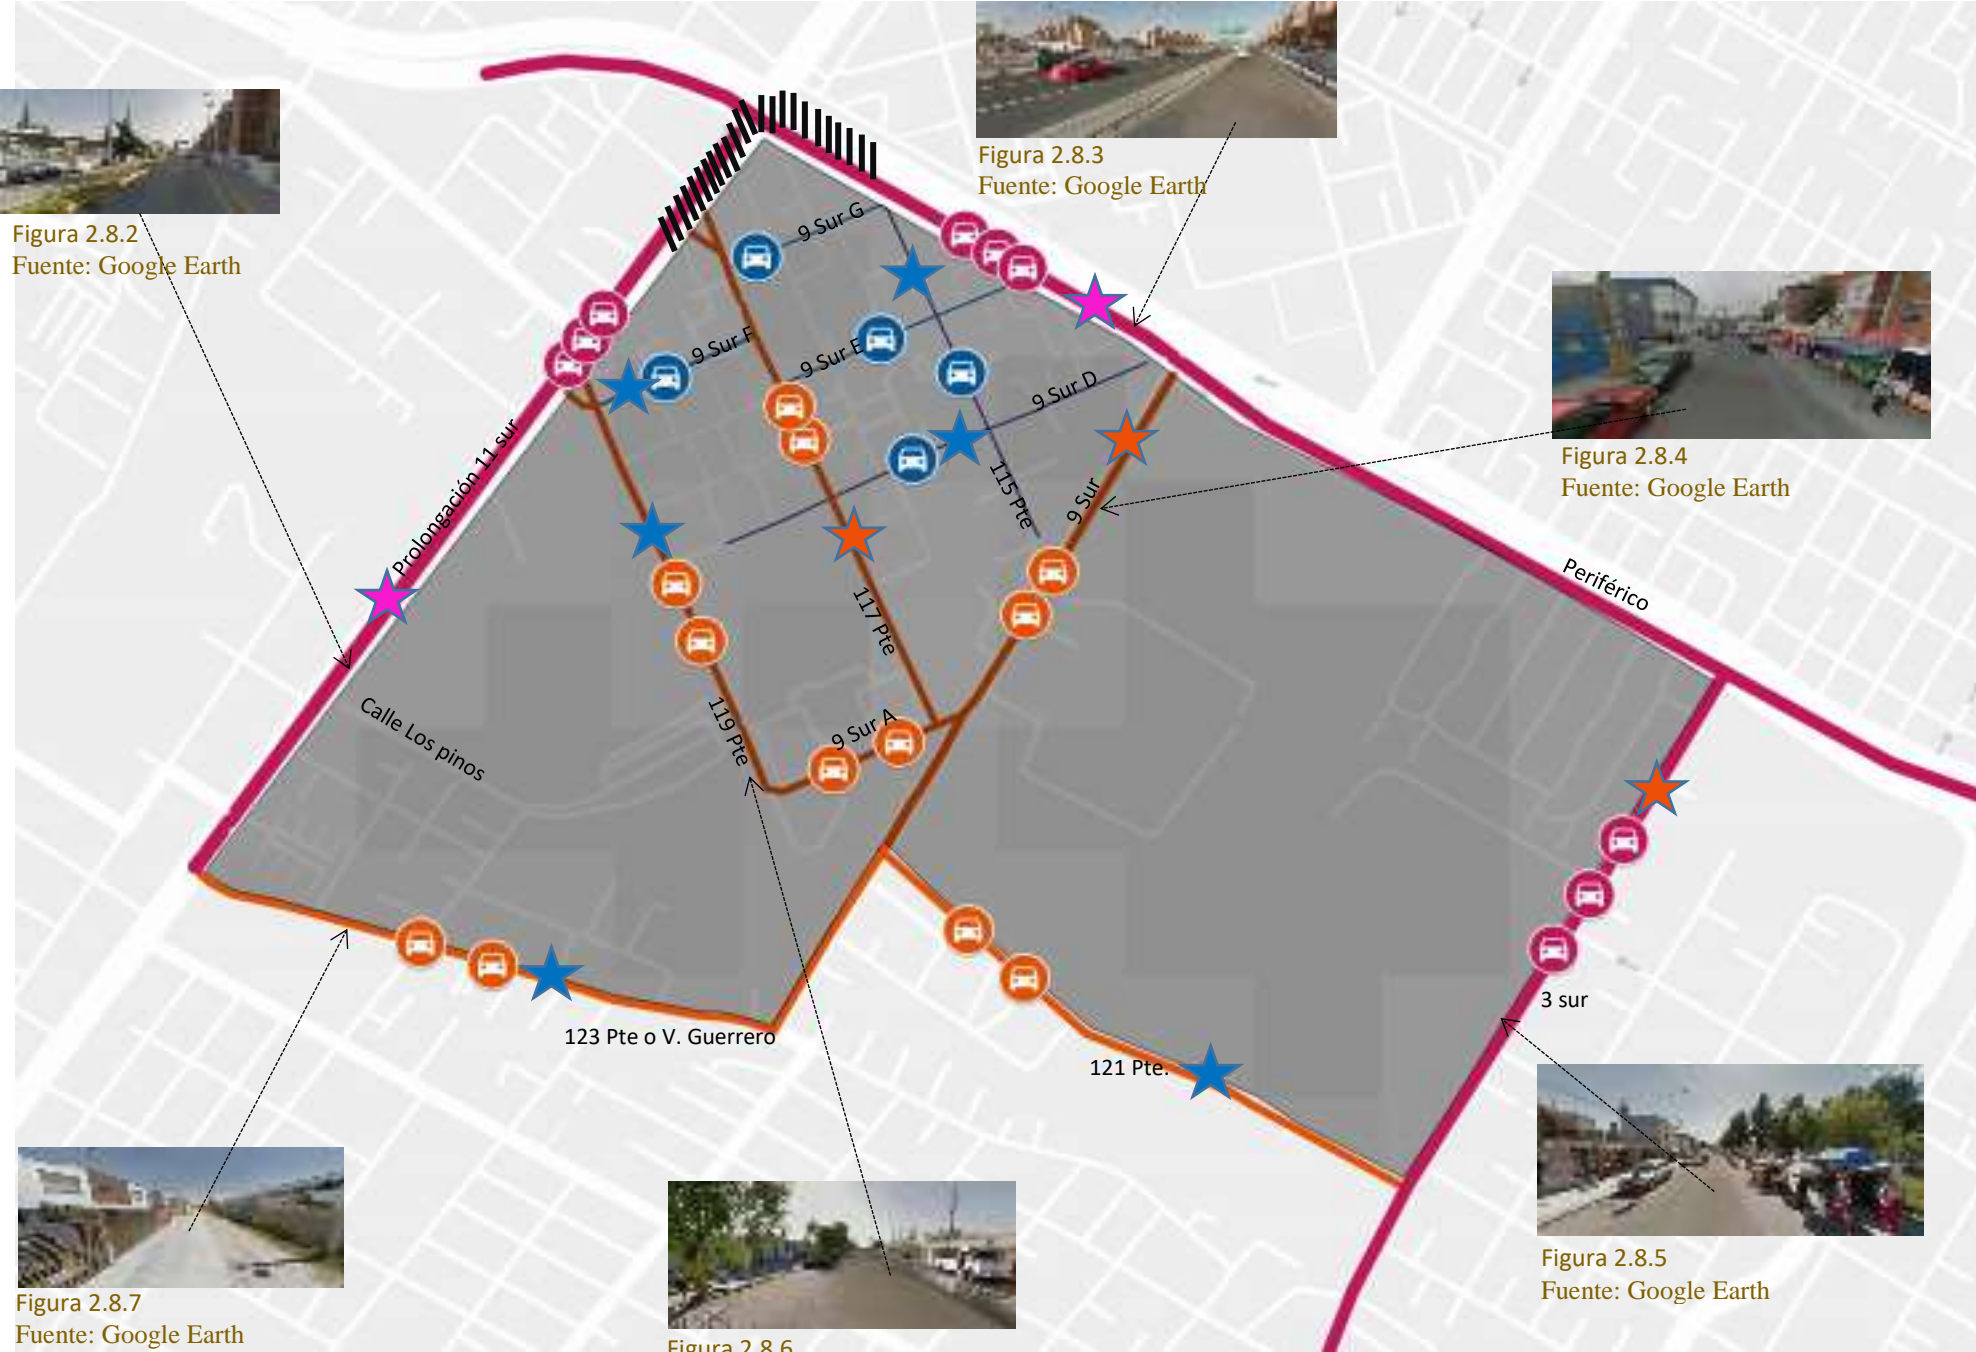 Figura 2.8.3
Fuente: Google Earth
Figura 2.8.2
Fuente: Google Earth
9 Sur G
9 Sur F
9 Sur E
9 Sur D
Prolongación 11 sur
115 Pte
9 Sur
Figura 2.8.4
Fuente: Google Earth
Periférico
117 Pte
119 Pte
9 Sur A
Calle Los pinos
3 sur
123 Pte o V. Guerrero
121 Pte.
Figura 2.8.5
Fuente: Google Earth
Figura 2.8.7
Fuente: Google Earth
Figura 2.8.6